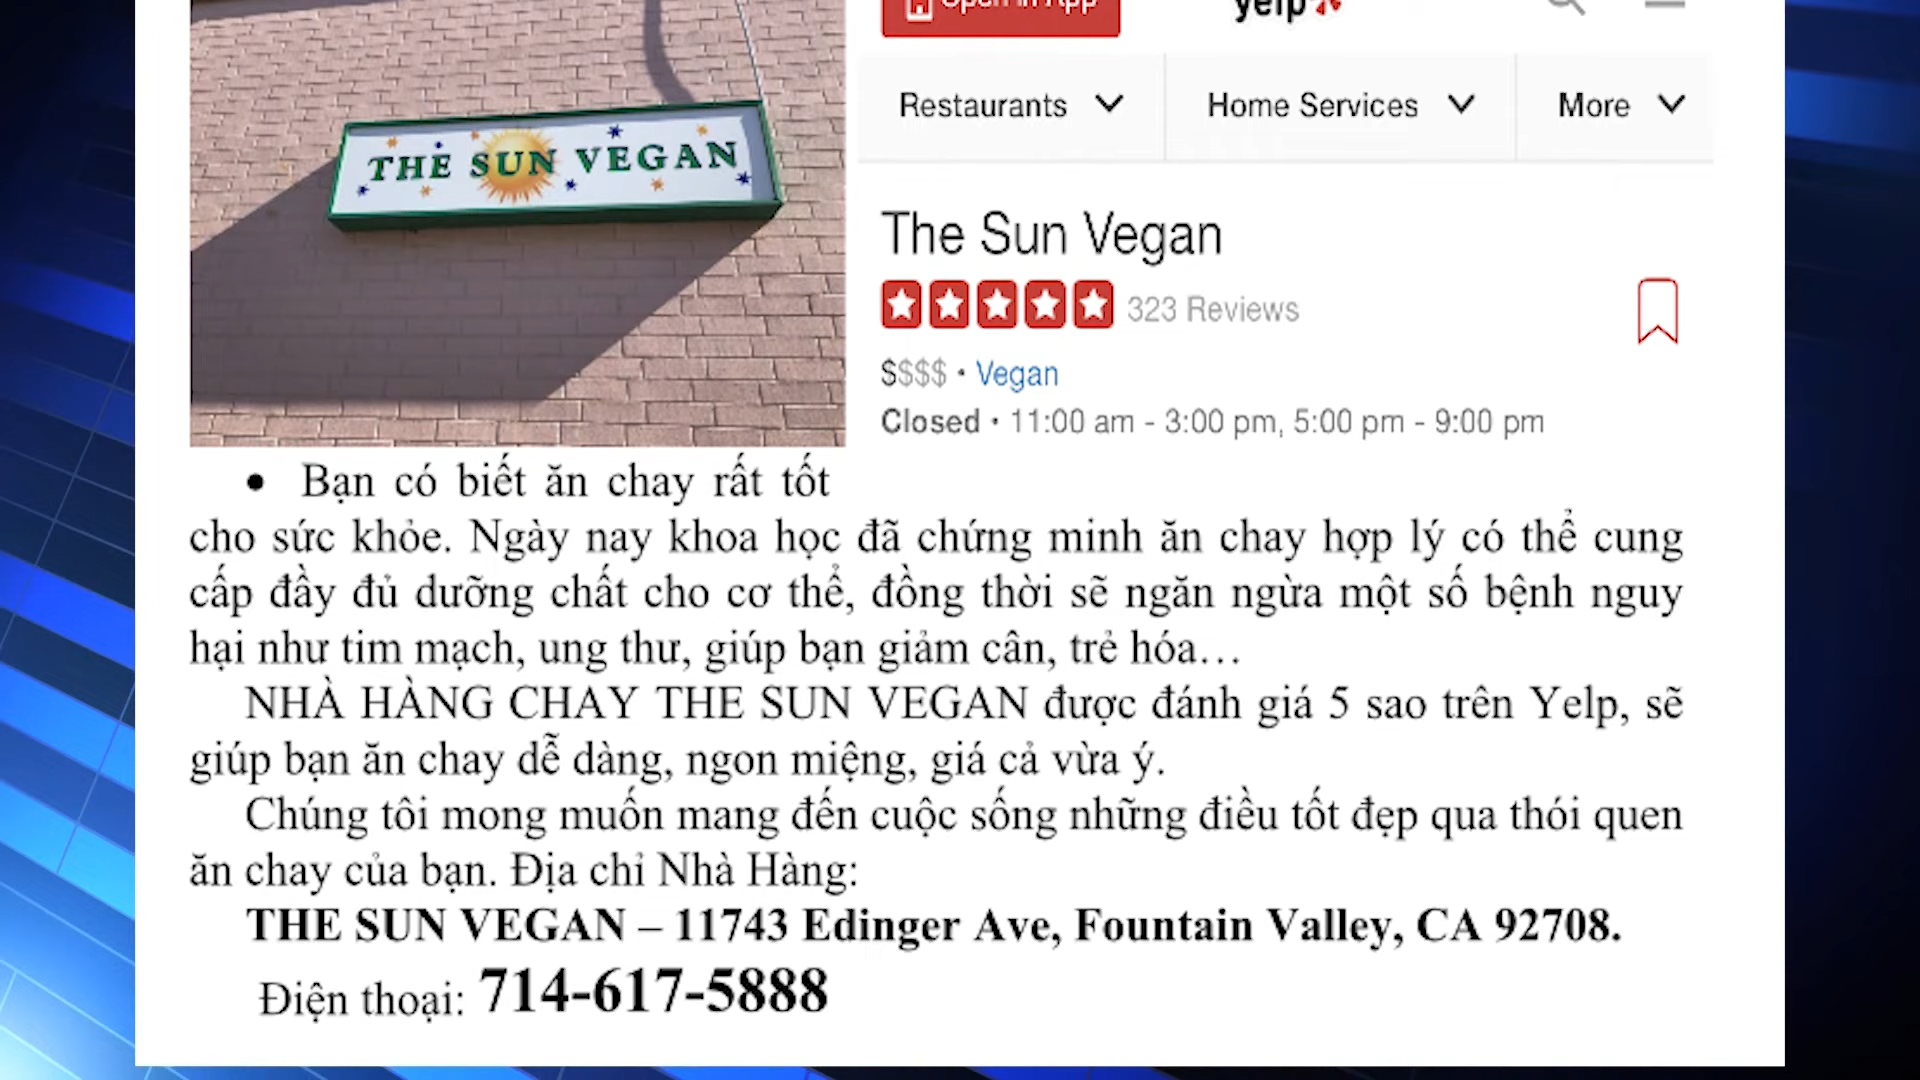 Open in App
yelp
Restaurants
Home Services
More
THE SUN VEGAN
The Sun Vegan
323 Reviews
$$$$ • Vegan
Closed • 11:00 am - 3:00 pm, 5:00 pm - 9:00 pm
• Bạn có biết ăn chay rất tốt
cho sức khỏe. Ngày nay khoa học đã chứng minh ăn chay hợp lý có thể cung
cấp đầy đủ dưỡng chất cho cơ thể, đồng thời sẽ ngăn ngừa một số bệnh nguy
hại như tim mạch, ung thư, giúp bạn giảm cân, trẻ hóa…
NHÀ HÀNG CHAY THE SUN VEGAN được đánh giá 5 sao trên Yelp, sẽ
giúp bạn ăn chay dễ dàng, ngon miệng, giá cả vừa ý.
Chúng tôi mong muốn mang đến cuộc sống những điều tốt đẹp qua thói quen
ăn chay của bạn. Địa chỉ Nhà Hàng:
THE SUN VEGAN – 11743 Edinger Ave, Fountain Valley, CA 92708.
Điện thoại: 714-617-5888